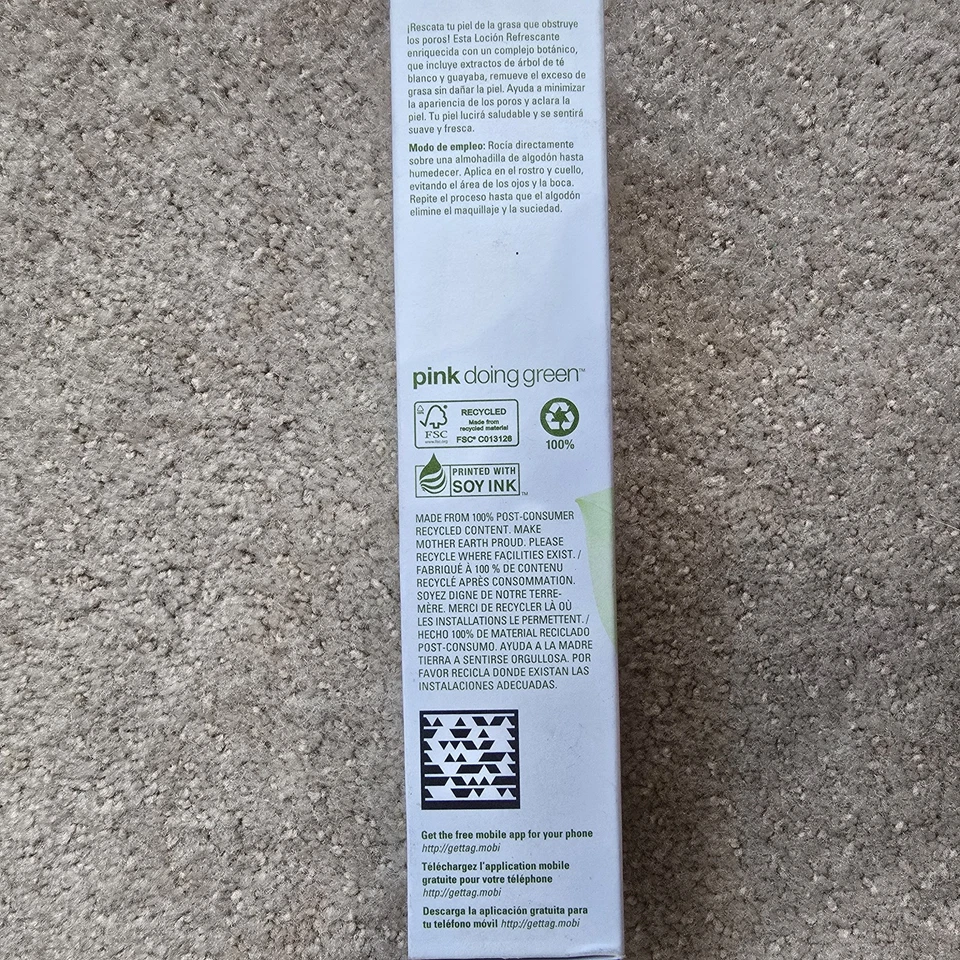 ¡Rescata tu piel de la grasa que obstruye
los poros! Esta Loción Refrescante
enriquecida con un complejo botánico,
que incluye extractos de árbol de té
blanco y guayaba, remueve el exceso de
grasa sin dañar la piel. Ayuda a minimizar
la apariencia de los poros y aclara la
piel. Tu piel lucirá saludable y se sentirá
suave y fresca.
Modo de empleo: Rocía directamente
sobre una almohadilla de algodón hasta
humedecer. Aplica en el rostro y cuello,
evitando el área de los ojos y la boca.
Repite el proceso hasta que el algodón
elimine el maquillaje y la suciedad.
pink doing green™
FSC
www.fsc.org
RECYCLED
Made from
recycled material
FSC® C013128
100%
PRINTED WITH
SOY INK™
MADE FROM 100% POST-CONSUMER
RECYCLED CONTENT. MAKE
MOTHER EARTH PROUD. PLEASE
RECYCLE WHERE FACILITIES EXIST. /
FABRIQUÉ À 100 % DE CONTENU
RECYCLÉ APRÈS CONSOMMATION.
SOYEZ DIGNE DE NOTRE TERRE-
MÈRE. MERCI DE RECYCLER LÀ OÙ
LES INSTALLATIONS LE PERMETTENT. /
HECHO 100% DE MATERIAL RECICLADO
POST-CONSUMO. AYUDA A LA MADRE
TIERRA A SENTIRSE ORGULLOSA. POR
FAVOR RECICLA DONDE EXISTAN LAS
INSTALACIONES ADECUADAS.
Get the free mobile app for your phone
http://gettag.mobi
Téléchargez l'application mobile
gratuite pour votre téléphone
http://gettag.mobi
Descarga la aplicación gratuita para
tu teléfono móvil http://gettag.mobi